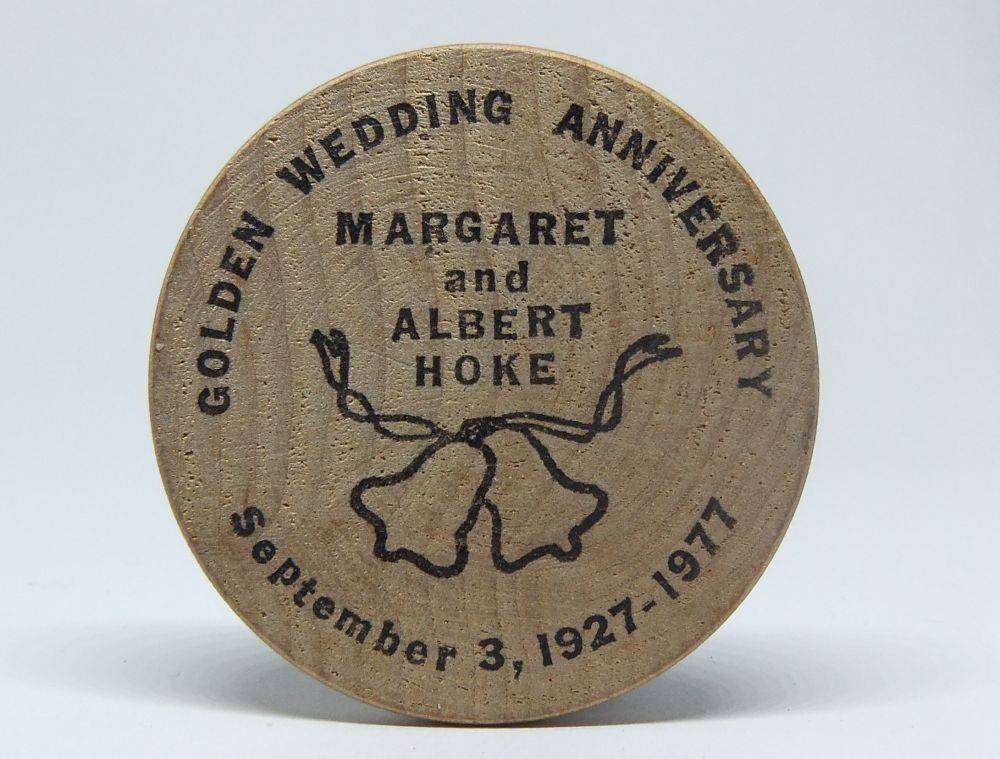 GOLDEN WEDDING ANNIVERSARY
MARGARET
and
ALBERT
HOKE
September 3, 1927-1977